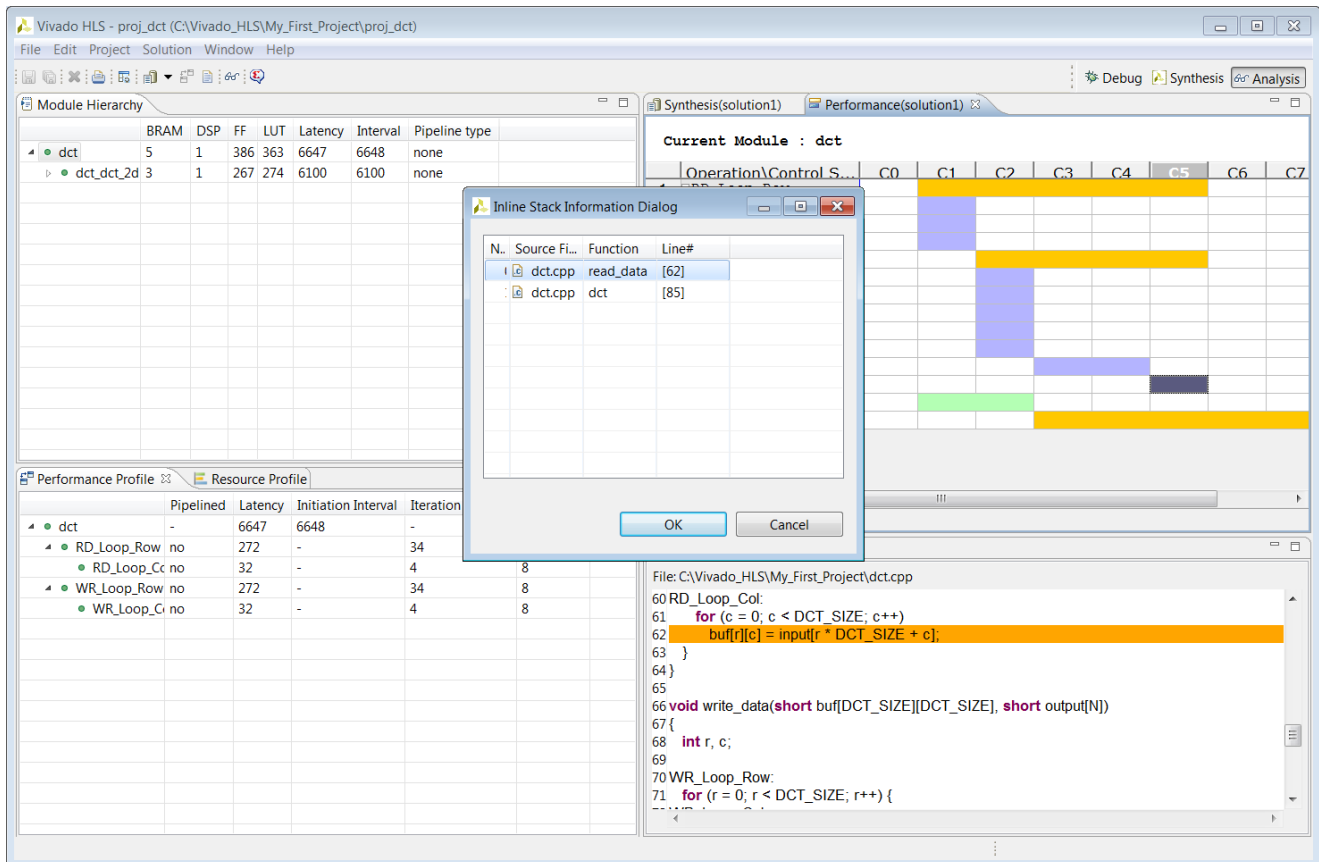 Vivado HLS - proj_dct (C:\Vivado_HLS\My_First_Project\proj_dct)
File Edit Project Solution Window Help
Debug Synthesis Analysis
Module Hierarchy
BRAM DSP FF LUT Latency Interval Pipeline type
dct 5 1 386 363 6647 6648 none
dct_dct_2d 3 1 267 274 6100 6100 none
Synthesis(solution1) Performance(solution1)
Current Module : dct
Operation\Control S... C0 C1 C2 C3 C4 C5 C6 C7
Inline Stack Information Dialog
N.. Source Fi... Function Line#
dct.cpp read_data [62]
dct.cpp dct [85]
OK Cancel
Performance Profile Resource Profile
Pipelined Latency Initiation Interval Iteration
dct - 6647 6648 -
RD_Loop_Row no 272 - 34
RD_Loop_Cc no 32 - 4 8
WR_Loop_Row no 272 - 34 8
WR_Loop_C no 32 - 4 8
File: C:\Vivado_HLS\My_First_Project\dct.cpp
60 RD_Loop_Col:
61 for (c = 0; c < DCT_SIZE; c++)
62 buf[r][c] = input[r * DCT_SIZE + c];
63 }
64 }
65
66 void write_data(short buf[DCT_SIZE][DCT_SIZE], short output[N])
67 {
68 int r, c;
69
70 WR_Loop_Row:
71 for (r = 0; r < DCT_SIZE; r++) {